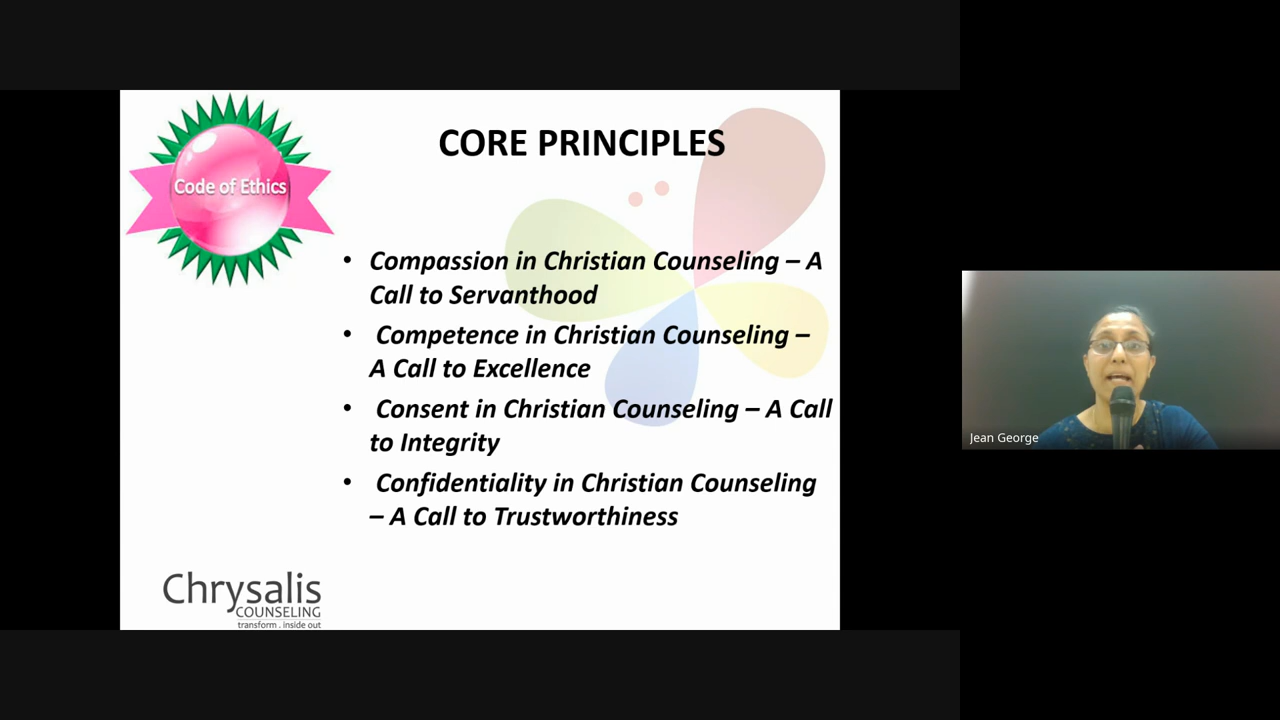 Code of Ethics
CORE PRINCIPLES
• Compassion in Christian Counseling – A
Call to Servanthood
• Competence in Christian Counseling –
A Call to Excellence
• Consent in Christian Counseling – A Call
to Integrity
• Confidentiality in Christian Counseling
– A Call to Trustworthiness
Chrysalis
COUNSELING
transform . inside out
Jean George